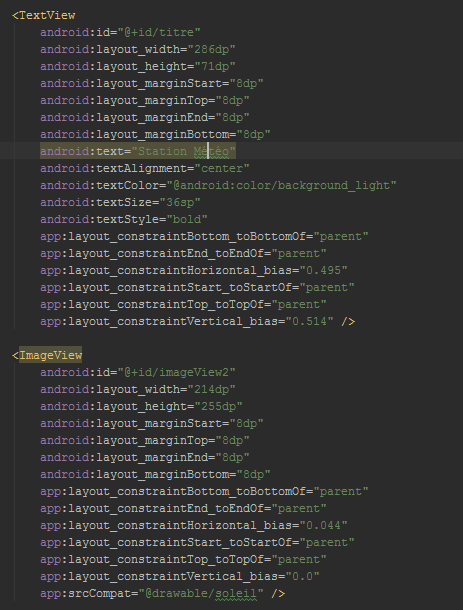 <TextView
android:id="@+id/titre"
android:layout_width="286dp"
android:layout_height="71dp"
android:layout_marginStart="8dp"
android:layout_marginTop="8dp"
android:layout_marginEnd="8dp"
android:layout_marginBottom="8dp"
android:text="Station Météo"
android:textAlignment="center"
android:textColor="@android:color/background_light"
android:textSize="36sp"
android:textStyle="bold"
app:layout_constraintBottom_toBottomOf="parent"
app:layout_constraintEnd_toEndOf="parent"
app:layout_constraintHorizontal_bias="0.495"
app:layout_constraintStart_toStartOf="parent"
app:layout_constraintTop_toTopOf="parent"
app:layout_constraintVertical_bias="0.514" />
<ImageView
android:id="@+id/imageView2"
android:layout_width="214dp"
android:layout_height="255dp"
android:layout_marginStart="8dp"
android:layout_marginTop="8dp"
android:layout_marginEnd="8dp"
android:layout_marginBottom="8dp"
app:layout_constraintBottom_toBottomOf="parent"
app:layout_constraintEnd_toEndOf="parent"
app:layout_constraintHorizontal_bias="0.044"
app:layout_constraintStart_toStartOf="parent"
app:layout_constraintTop_toTopOf="parent"
app:layout_constraintVertical_bias="0.0"
app:srcCompat="@drawable/soleil" />